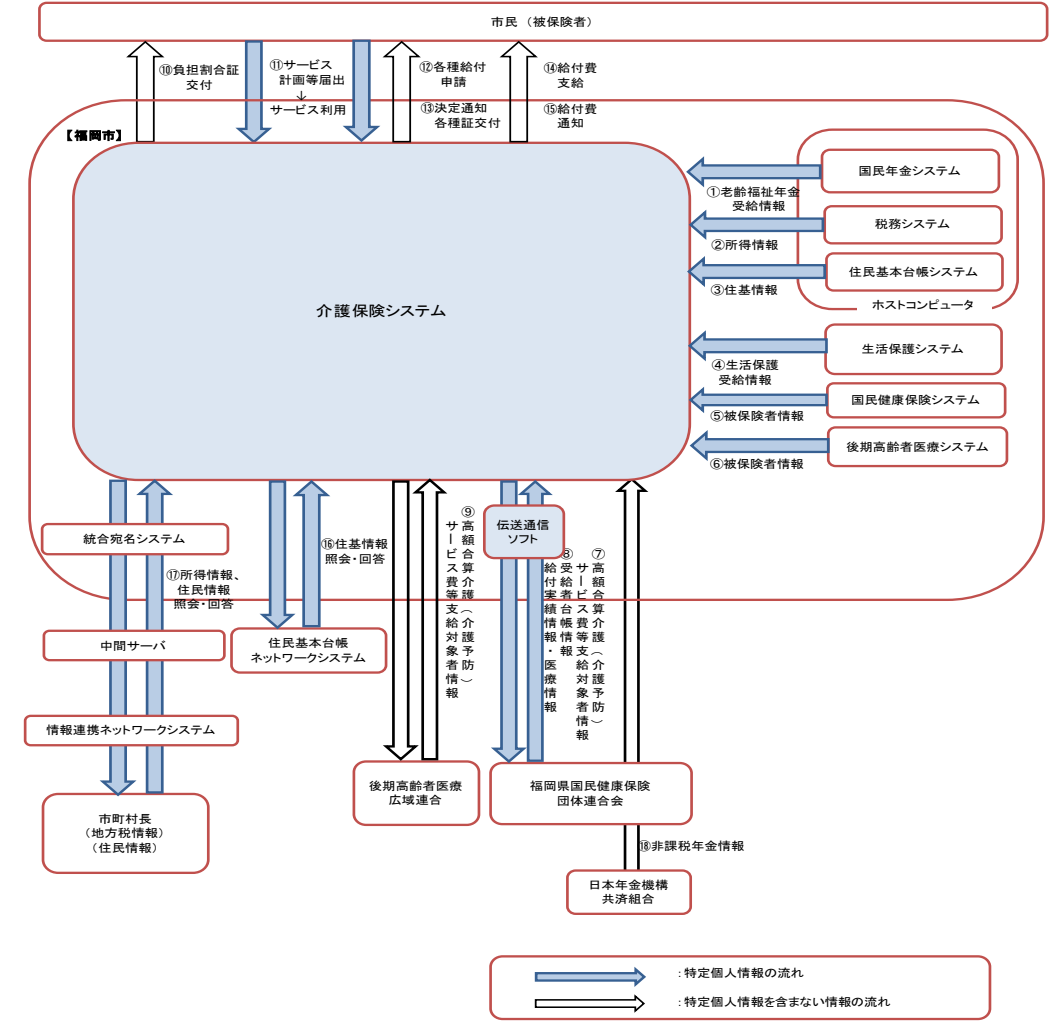 市民（被保険者）
⑩負担割合証
交付
⑪サービス
計画等届出
↓
サービス利用
⑫各種給付
申請
⑬決定通知
各種証交付
⑭給付費
支給
⑮給付費
通知
【福岡市】
介護保険システム
国民年金システム
①老齢福祉年金
受給情報
税務システム
②所得情報
住民基本台帳システム
③住基情報
ホストコンピュータ
生活保護システム
④生活保護
受給情報
国民健康保険システム
⑤被保険者情報
後期高齢者医療システム
⑥被保険者情報
統合宛名システム
⑰所得情報、
住民情報
照会・回答
中間サーバ
情報連携ネットワークシステム
市町村長
（地方税情報）
（住民情報）
⑯住基情報
照会・回答
住民基本台帳
ネットワークシステム
⑨高額合算介護（介護予防）
サービス費等支給対象者情報
後期高齢者医療
広域連合
伝送通信
ソフト
⑦高額合算介護（介護予防）
サービス費等支給対象者情報
⑧受給者台帳情報
給付実績情報・医療情報
福岡県国民健康保険
団体連合会
⑱非課税年金情報
日本年金機構
共済組合
：特定個人情報の流れ
：特定個人情報を含まない情報の流れ